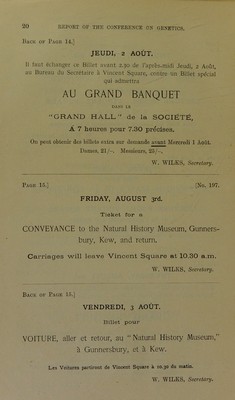 20 REPORT OF THE CONFERENCE ON GENETICS.
BACK OF PAGE 14.]
JEUDI, 2 AOÛT.
Il faut échanger ce Billet avant 2.30 de l'après-midi Jeudi, 2 Août,
au Bureau du Secrétaire à Vincent Square, contre un Billet spécial
qui admettra
AU GRAND BANQUET
DANS LE
"GRAND HALL" de la SOCIÉTÉ,
À 7 heures pour 7.30 précises.
On peut obtenir des billets extra sur demande avant Mercredi 1 Août.
Dames, 21/-. Messieurs, 25/-.
W. WILKS, Secretary.
PAGE 15.] [No. 197.
FRIDAY, AUGUST 3rd.
Ticket for a
CONVEYANCE to the Natural History Museum, Gunners-
bury, Kew, and return.
Carriages will leave Vincent Square at 10.30 a.m.
W. WILKS, Secretary.
BACK OF PAGE 15.]
VENDREDI, 3 AOÛT.
Billet pour
VOITURE, aller et retour, au "Natural History Museum,"
à Gunnersbury, et à Kew.
Les Voitures partiront de Vincent Square à 10.30 du matin.
W. WILKS, Secretary.